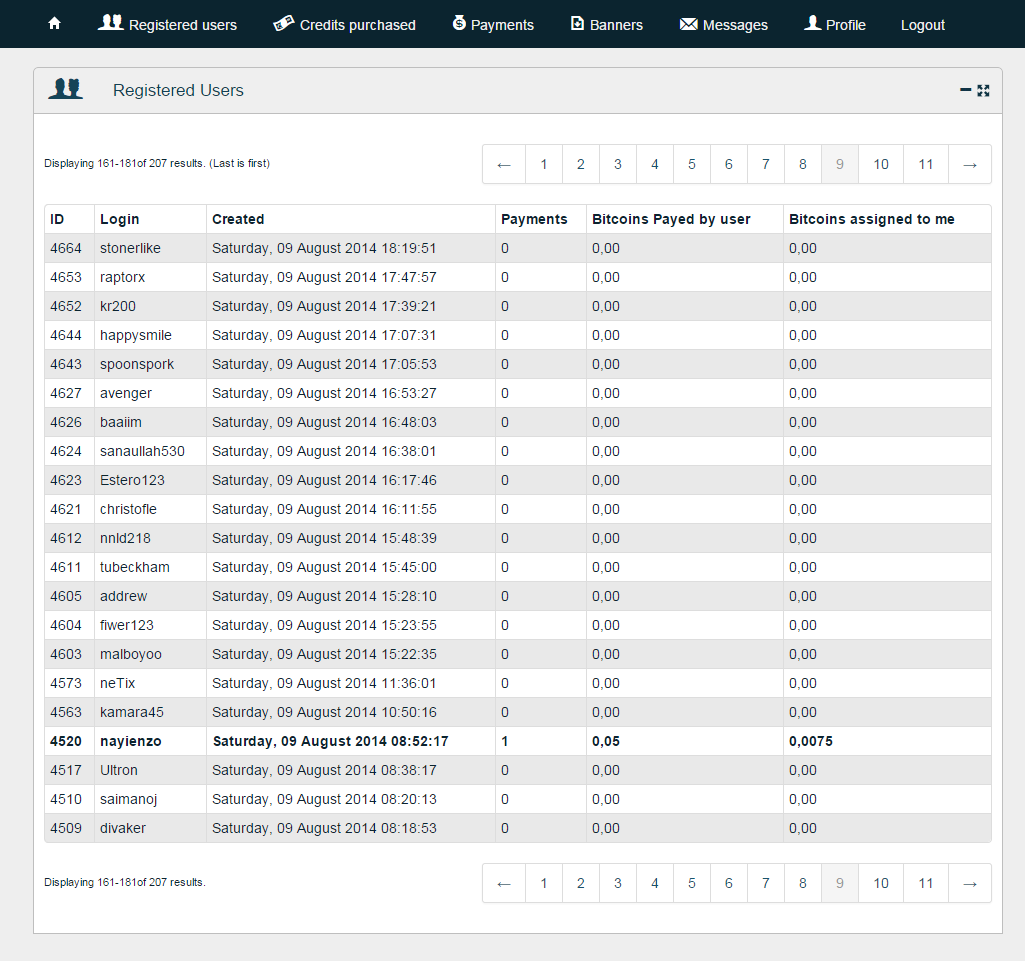 Registered users Credits purchased Payments Banners Messages Profile Logout
Registered Users
Displaying 161-181of 207 results. (Last is first)
← 1 2 3 4 5 6 7 8 9 10 11 →
ID Login Created Payments Bitcoins Payed by user Bitcoins assigned to me
4664 stonerlike Saturday, 09 August 2014 18:19:51 0 0,00 0,00
4653 raptorx Saturday, 09 August 2014 17:47:57 0 0,00 0,00
4652 kr200 Saturday, 09 August 2014 17:39:21 0 0,00 0,00
4644 happysmile Saturday, 09 August 2014 17:07:31 0 0,00 0,00
4643 spoonspork Saturday, 09 August 2014 17:05:53 0 0,00 0,00
4627 avenger Saturday, 09 August 2014 16:53:27 0 0,00 0,00
4626 baaiim Saturday, 09 August 2014 16:48:03 0 0,00 0,00
4624 sanaullah530 Saturday, 09 August 2014 16:38:01 0 0,00 0,00
4623 Estero123 Saturday, 09 August 2014 16:17:46 0 0,00 0,00
4621 christofle Saturday, 09 August 2014 16:11:55 0 0,00 0,00
4612 nnld218 Saturday, 09 August 2014 15:48:39 0 0,00 0,00
4611 tubeckham Saturday, 09 August 2014 15:45:00 0 0,00 0,00
4605 addrew Saturday, 09 August 2014 15:28:10 0 0,00 0,00
4604 fiwer123 Saturday, 09 August 2014 15:23:55 0 0,00 0,00
4603 malboyoo Saturday, 09 August 2014 15:22:35 0 0,00 0,00
4573 neTix Saturday, 09 August 2014 11:36:01 0 0,00 0,00
4563 kamara45 Saturday, 09 August 2014 10:50:16 0 0,00 0,00
4520 nayienzo Saturday, 09 August 2014 08:52:17 1 0,05 0,0075
4517 Ultron Saturday, 09 August 2014 08:38:17 0 0,00 0,00
4510 saimanoj Saturday, 09 August 2014 08:20:13 0 0,00 0,00
4509 divaker Saturday, 09 August 2014 08:18:53 0 0,00 0,00
Displaying 161-181of 207 results.
← 1 2 3 4 5 6 7 8 9 10 11 →